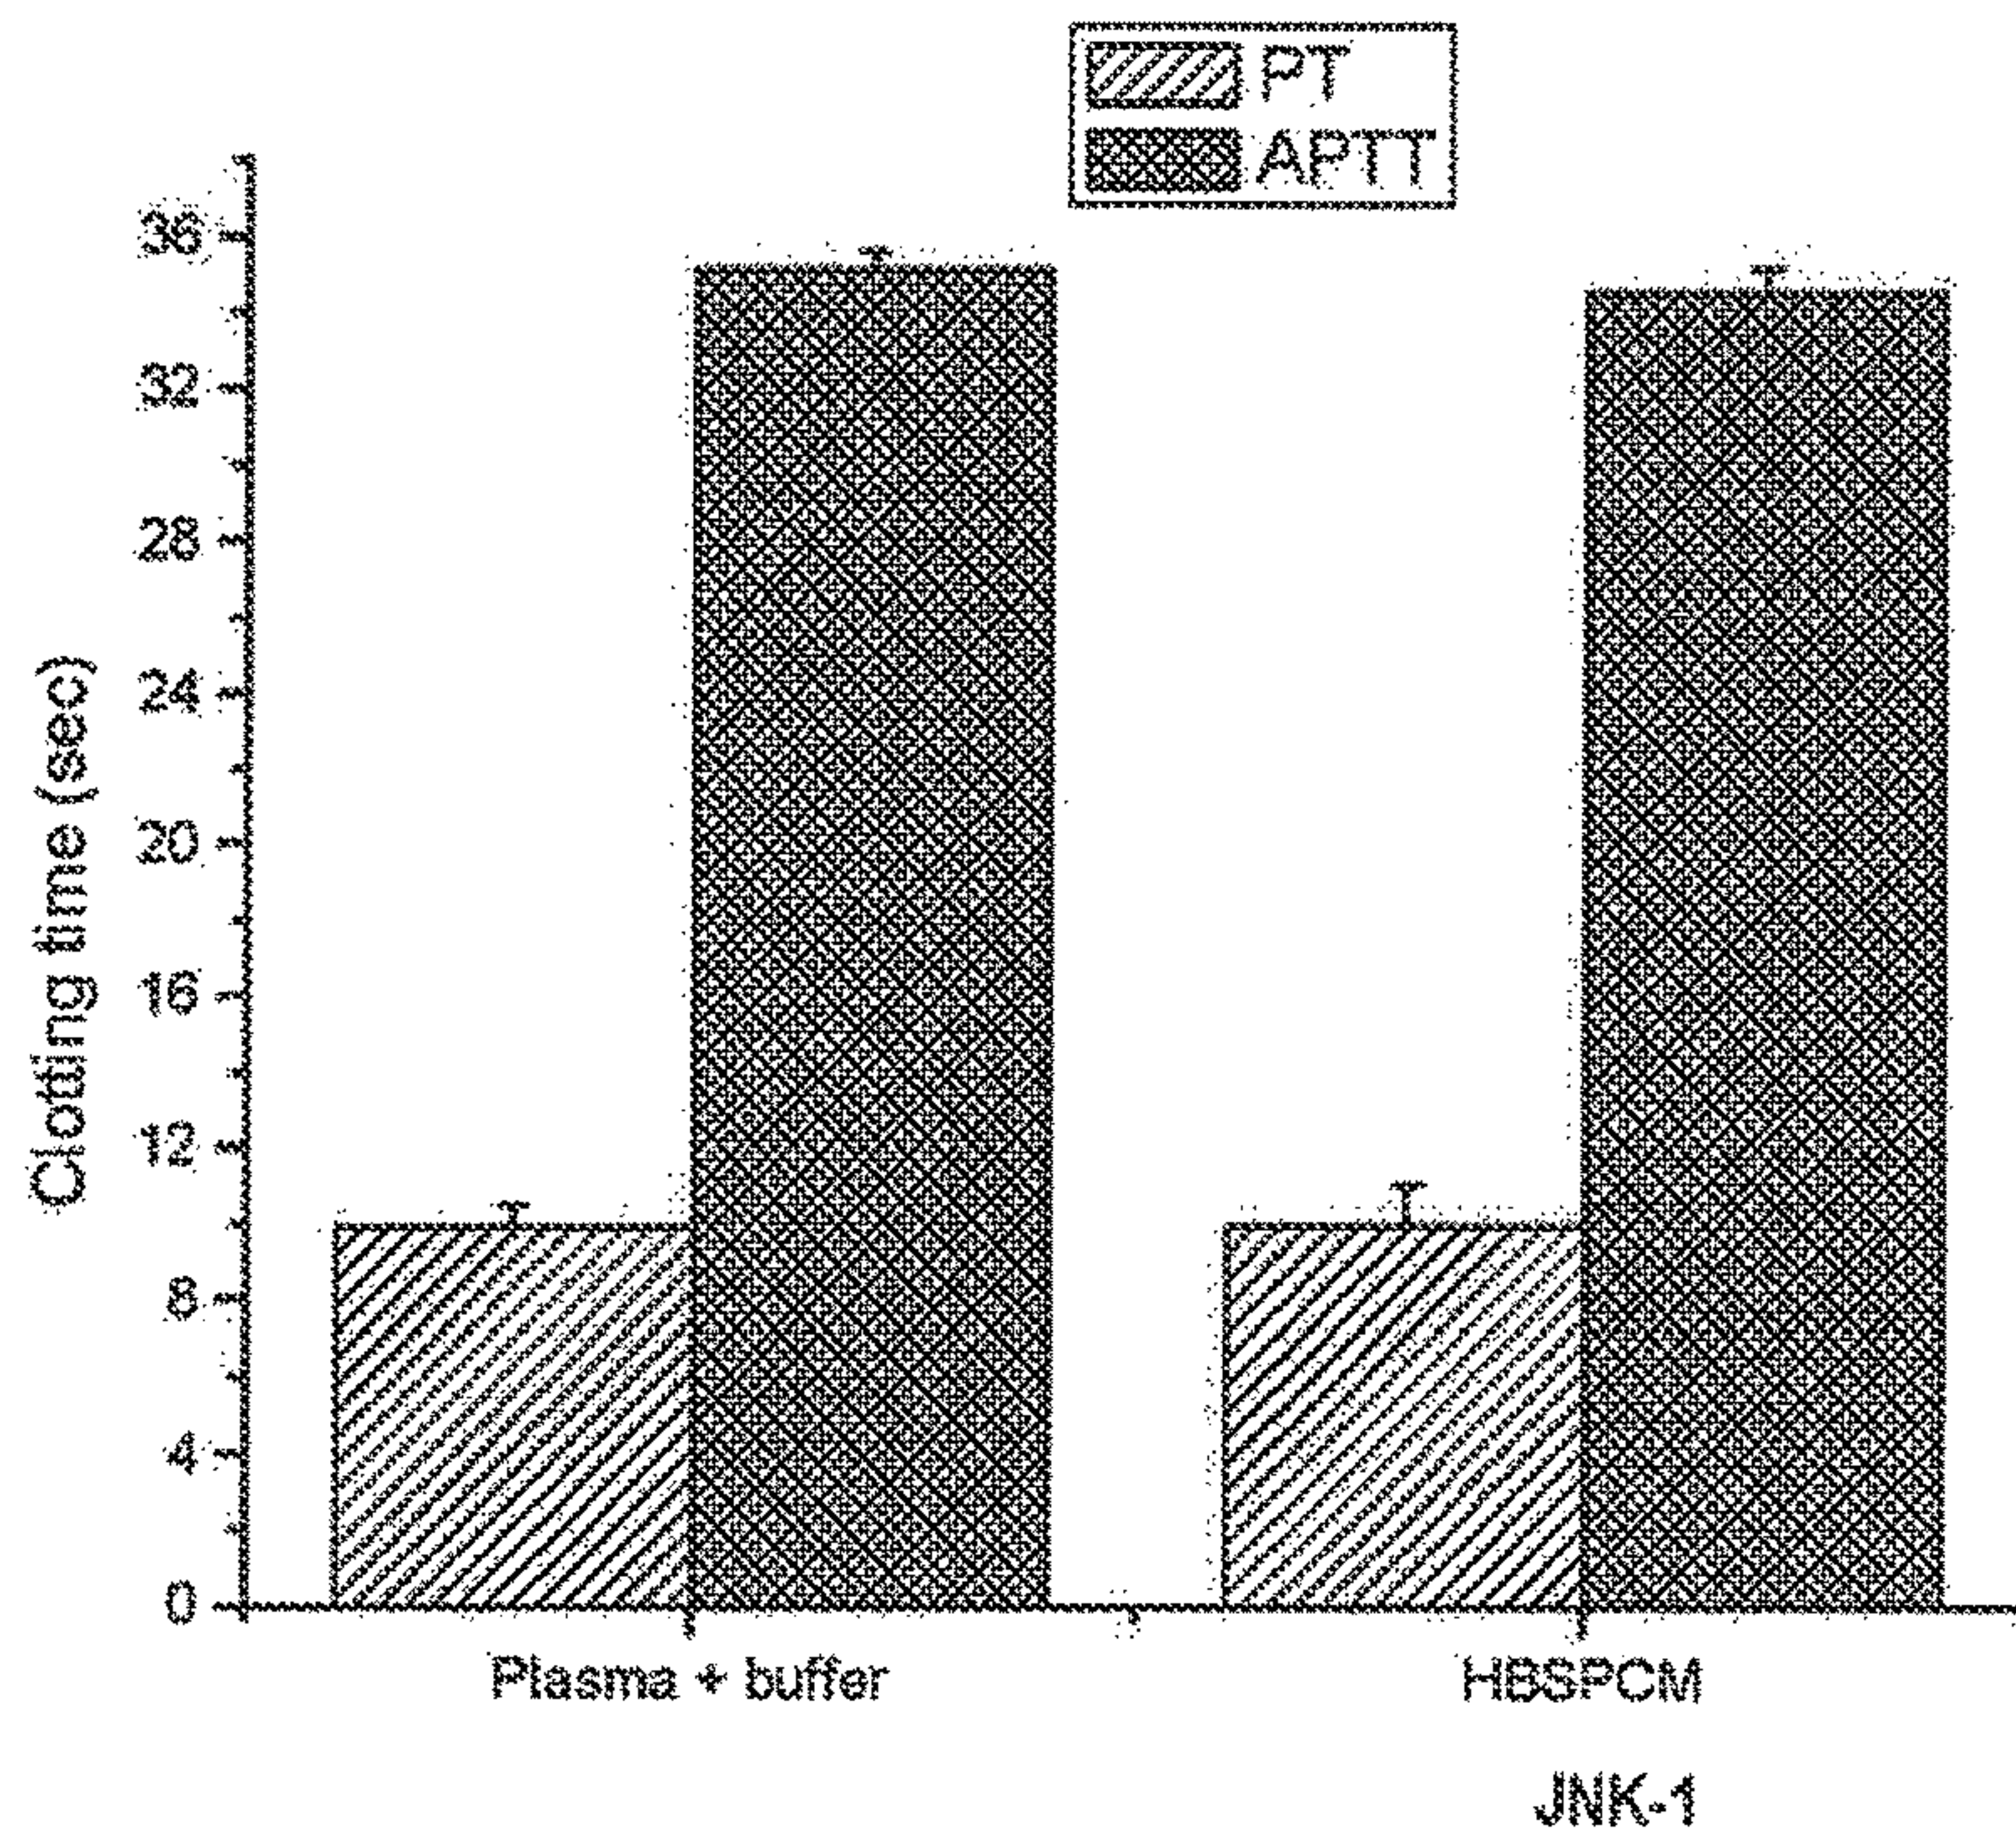 PT
APTT
36
32
28
24
20
16
12
8
4
0
Clotting time (sec)
Plasma + buffer
HBSPCM
JNK-1